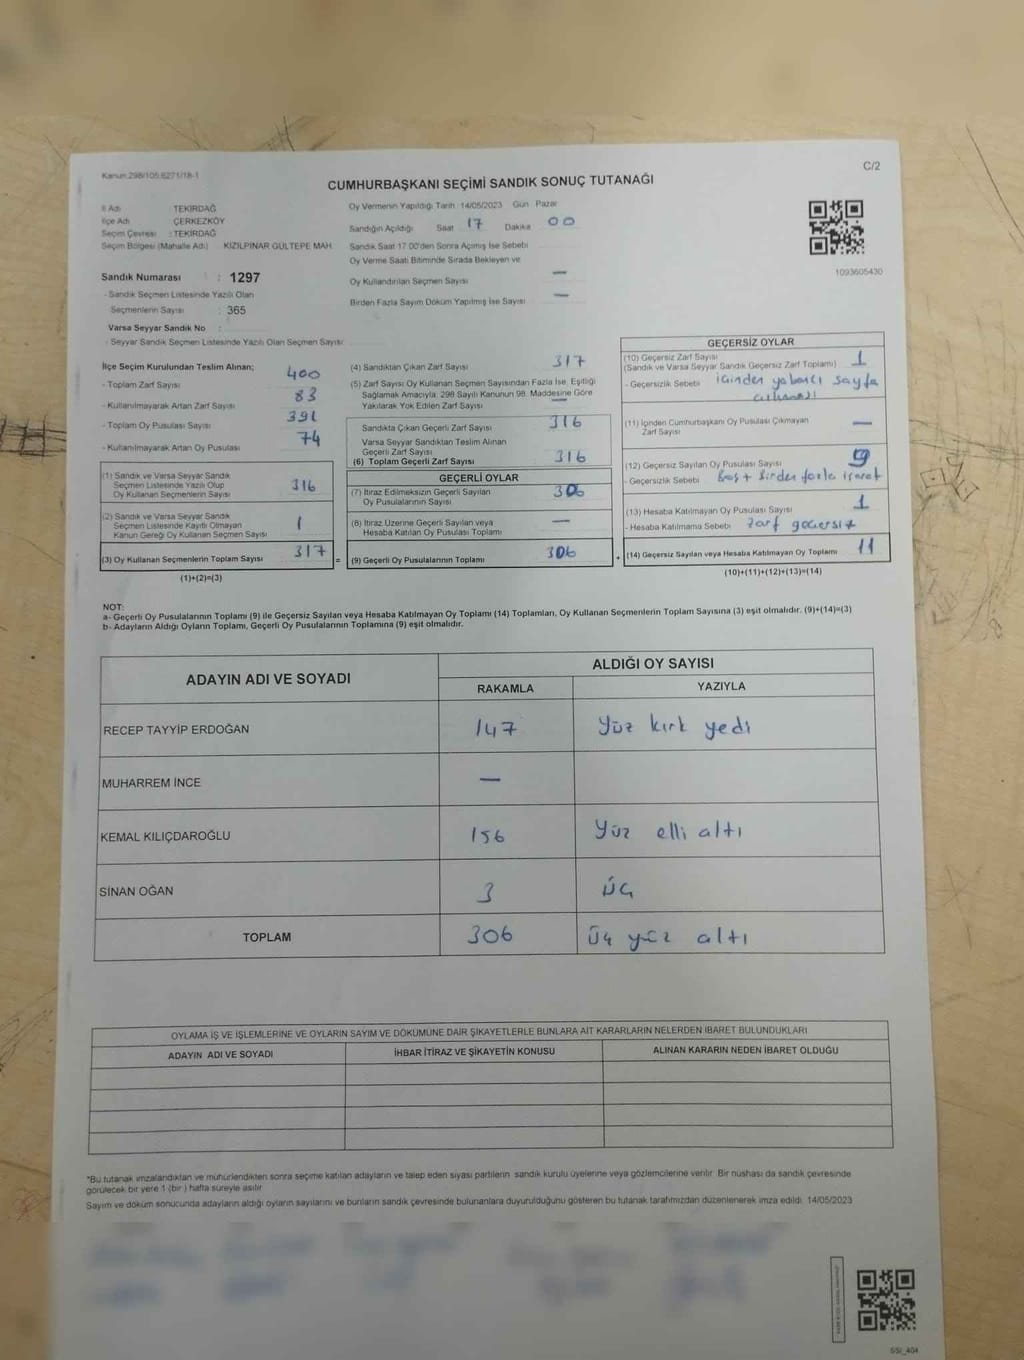 Kanun:298/105,6271/18-1
C/2
CUMHURBAŞKANI SEÇİMİ SANDIK SONUÇ TUTANAĞI
İl Adı TEKİRDAĞ
İlçe Adı ÇERKEZKÖY
Seçim Çevresi : TEKİRDAĞ
Seçim Bölgesi (Mahalle Adı) KIZILPINAR GÜLTEPE MAH.
Sandık Numarası : 1297
- Sandık Seçmen Listesinde Yazılı Olan
Seçmenlerin Sayısı : 365
Varsa Seyyar Sandık No :
- Seyyar Sandık Seçmen Listesinde Yazılı Olan Seçmen Sayısı:
Oy Vermenin Yapıldığı Tarih 14/05/2023 Gün Pazar
Sandığın Açıldığı Saat 17 Dakika 00
Sandık Saat 17:00'den Sonra Açılmış İse Sebebi
Oy Verme Saati Bitiminde Sırada Bekleyen ve
Oy Kullandırılan Seçmen Sayısı —
Birden Fazla Sayım Döküm Yapılmış İse Sayısı —
1093605430
İlçe Seçim Kurulundan Teslim Alınan;
- Toplam Zarf Sayısı 400
- Kullanılmayarak Artan Zarf Sayısı 83
- Toplam Oy Pusulası Sayısı 391
- Kullanılmayarak Artan Oy Pusulası 74
(1) Sandık ve Varsa Seyyar Sandık
Seçmen Listesinde Yazılı Olup
Oy Kullanan Seçmenlerin Sayısı 316
(2) Sandık ve Varsa Seyyar Sandık
Seçmen Listesinde Kayıtlı Olmayan
Kanun Gereği Oy Kullanan Seçmen Sayısı 1
(3) Oy Kullanan Seçmenlerin Toplam Sayısı 317 =
(1)+(2)=(3)
(4) Sandıktan Çıkan Zarf Sayısı 317
(5) Zarf Sayısı Oy Kullanan Seçmen Sayısından Fazla İse, Eşitliği
Sağlamak Amacıyla, 298 Sayılı Kanunun 98. Maddesine Göre
Yakılarak Yok Edilen Zarf Sayısı —
Sandıkta Çıkan Geçerli Zarf Sayısı 316
Varsa Seyyar Sandıktan Teslim Alınan
Geçerli Zarf Sayısı
(6) Toplam Geçerli Zarf Sayısı 316
GEÇERLİ OYLAR
(7) İtiraz Edilmeksizin Geçerli Sayılan
Oy Pusulalarının Sayısı 306
(8) İtiraz Üzerine Geçerli Sayılan veya
Hesaba Katılan Oy Pusulası Toplamı —
(9) Geçerli Oy Pusulalarının Toplamı 306 +
GEÇERSİZ OYLAR
(10) Geçersiz Zarf Sayısı 1
(Sandık ve Varsa Seyyar Sandık Geçersiz Zarf Toplamı)
- Geçersizlik Sebebi içinden yabancı sayfa
(11) İçinden Cumhurbaşkanı Oy Pusulası Çıkmayan
Zarf Sayısı —
(12) Geçersiz Sayılan Oy Pusulası Sayısı 9
- Geçersizlik Sebebi Boş + Birden fazla işaret
(13) Hesaba Katılmayan Oy Pusulası Sayısı 1
- Hesaba Katılmama Sebebi zarf geçersiz
(14) Geçersiz Sayılan veya Hesaba Katılmayan Oy Toplamı 11
(10)+(11)+(12)+(13)=(14)
NOT:
a- Geçerli Oy Pusulalarının Toplamı (9) ile Geçersiz Sayılan veya Hesaba Katılmayan Oy Toplamı (14) Toplamları, Oy Kullanan Seçmenlerin Toplam Sayısına (3) eşit olmalıdır. (9)+(14)=(3)
b- Adayların Aldığı Oyların Toplamı, Geçerli Oy Pusulalarının Toplamına (9) eşit olmalıdır.
ADAYIN ADI VE SOYADI ALDIĞI OY SAYISI
RAKAMLA YAZIYLA
RECEP TAYYİP ERDOĞAN 147 Yüz kırk yedi
MUHARREM İNCE —
KEMAL KILIÇDAROĞLU 156 Yüz elli altı
SİNAN OĞAN 3 Üç
TOPLAM 306 Üç yüz altı
OYLAMA İŞ VE İŞLEMLERİNE VE OYLARIN SAYIM VE DÖKÜMÜNE DAİR ŞİKAYETLERLE BUNLARA AİT KARARLARIN NELERDEN İBARET BULUNDUKLARI
ADAYIN ADI VE SOYADI İHBAR İTİRAZ VE ŞİKAYETİN KONUSU ALINAN KARARIN NEDEN İBARET OLDUĞU
*Bu tutanak imzalandıktan ve mühürlendikten sonra seçime katılan adayların ve talep eden siyasi partilerin sandık kurulu üyelerine veya gözlemcilerine verilir. Bir nüshası da sandık çevresinde
görülecek bir yere 1 (bir ) hafta süreyle asılır.
Sayım ve döküm sonucunda adayların aldığı oyların sayılarını ve bunların sandık çevresinde bulunanlara duyurulduğunu gösteren bu tutanak tarafımızdan düzenlenerek imza edildi. 14/05/2023
SSI_404